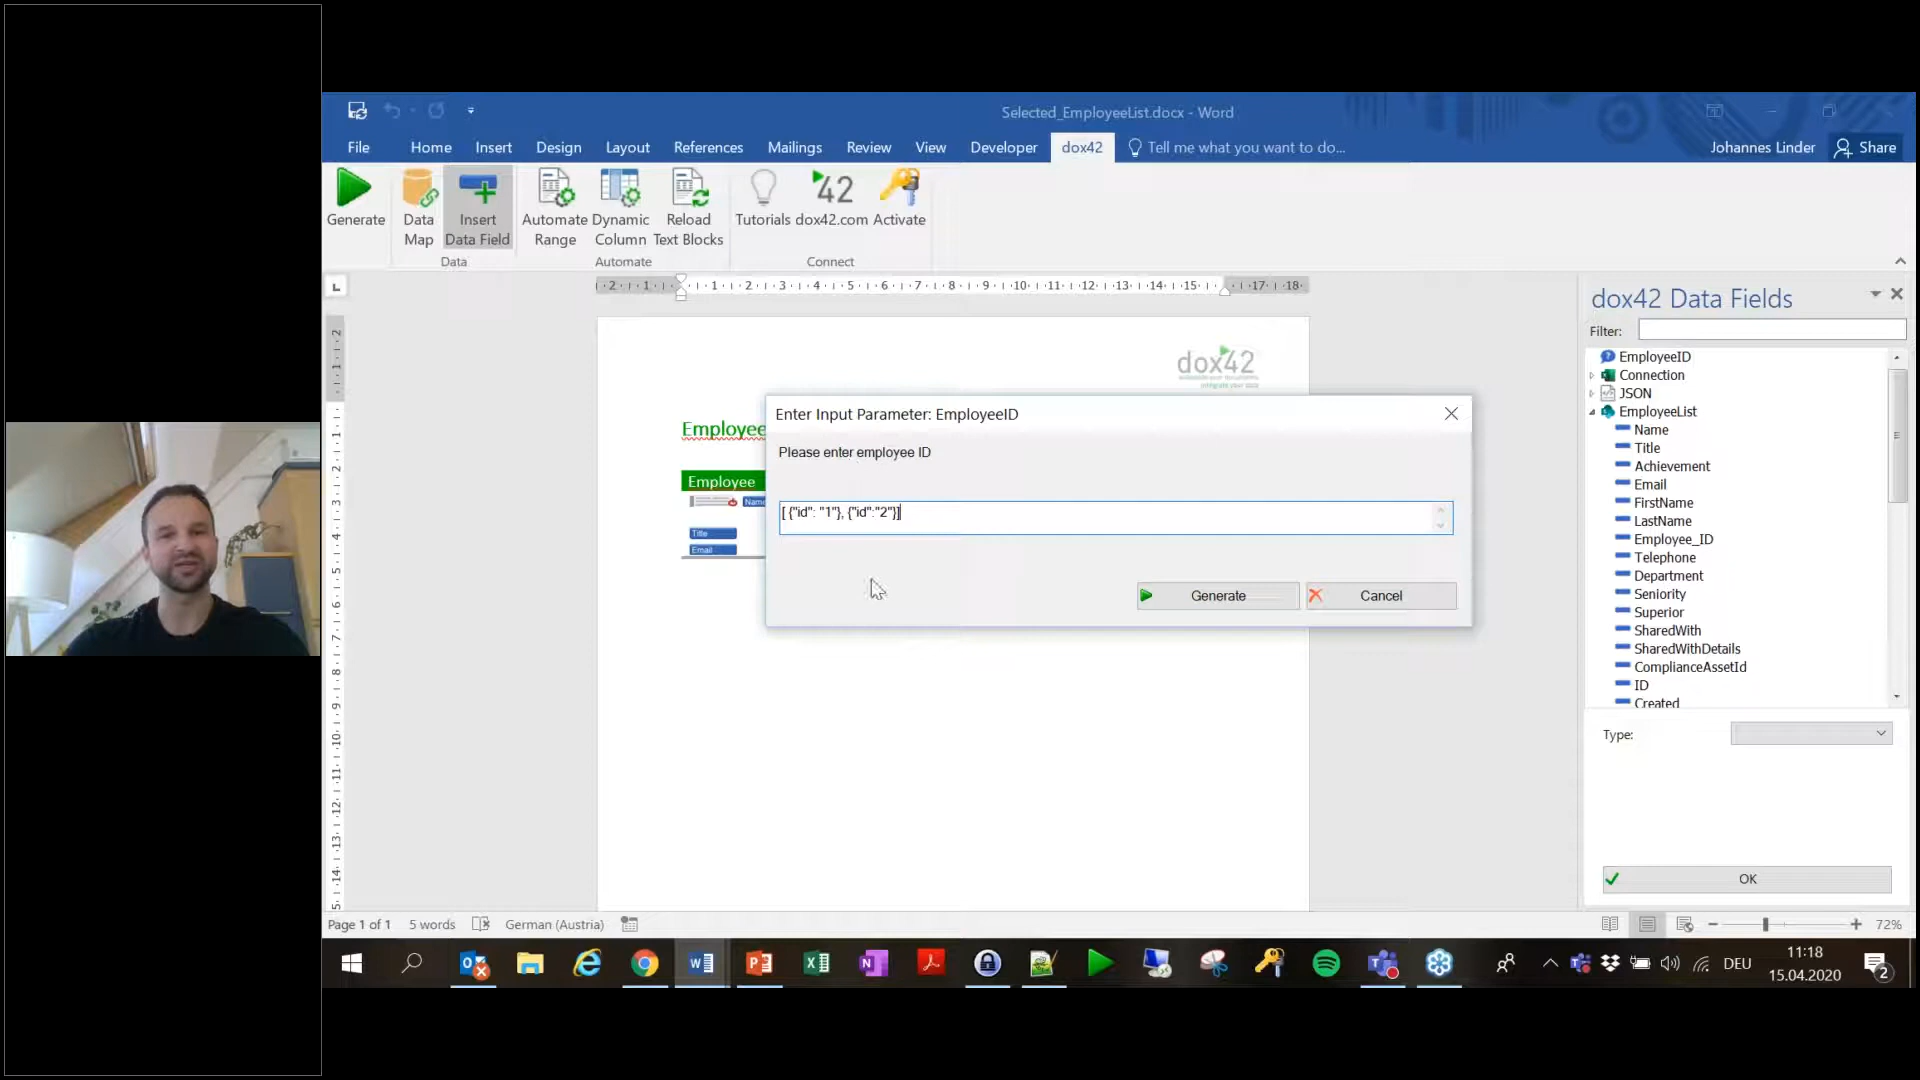 Selected_EmployeeList.docx - Word
File Home Insert Design Layout References Mailings Review View Developer dox42 Tell me what you want to do... Johannes Linder Share
Generate
Data Map
Insert Data Field
Automate Range
Dynamic Column
Reload Text Blocks
Tutorials
dox42.com
Activate
Data
Automate
Connect
dox42
Employee
Employee
Name
Title
Email
Enter Input Parameter: EmployeeID
Please enter employee ID
[ {"id": "1"}, {"id":"2"}]
Generate
Cancel
dox42 Data Fields
Filter:
EmployeeID
Connection
JSON
EmployeeList
Name
Title
Achievement
Email
FirstName
LastName
Employee_ID
Telephone
Department
Seniority
Superior
SharedWith
SharedWithDetails
ComplianceAssetId
ID
Created
Type:
OK
Page 1 of 1 5 words German (Austria) 72%
DEU
11:18
15.04.2020
2